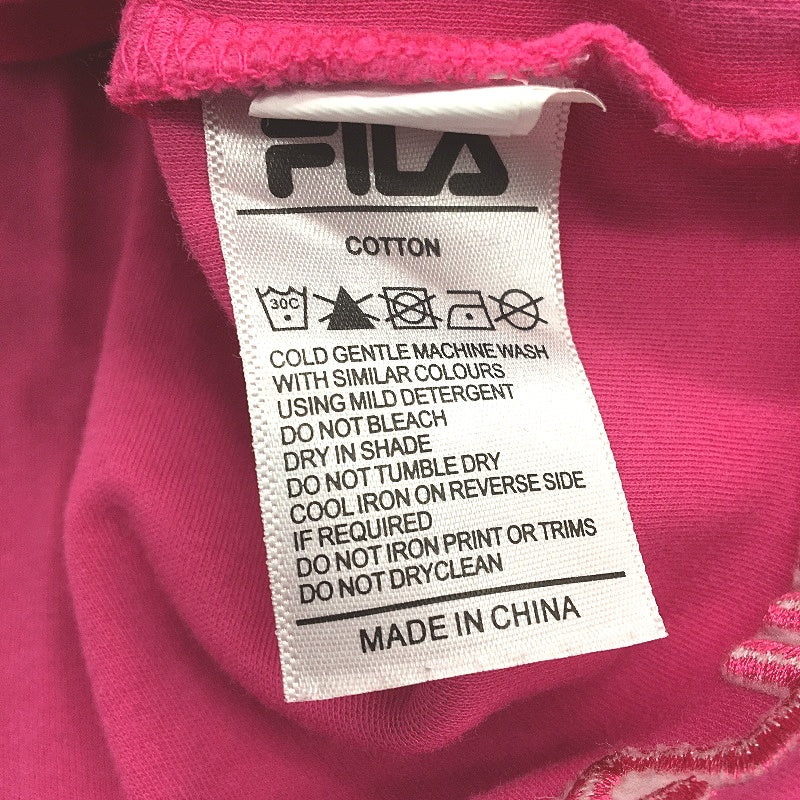 FILA
COTTON
30C
COLD GENTLE MACHINE WASH
WITH SIMILAR COLOURS
USING MILD DETERGENT
DO NOT BLEACH
DRY IN SHADE
DO NOT TUMBLE DRY
COOL IRON ON REVERSE SIDE
IF REQUIRED
DO NOT IRON PRINT OR TRIMS
DO NOT DRYCLEAN
MADE IN CHINA